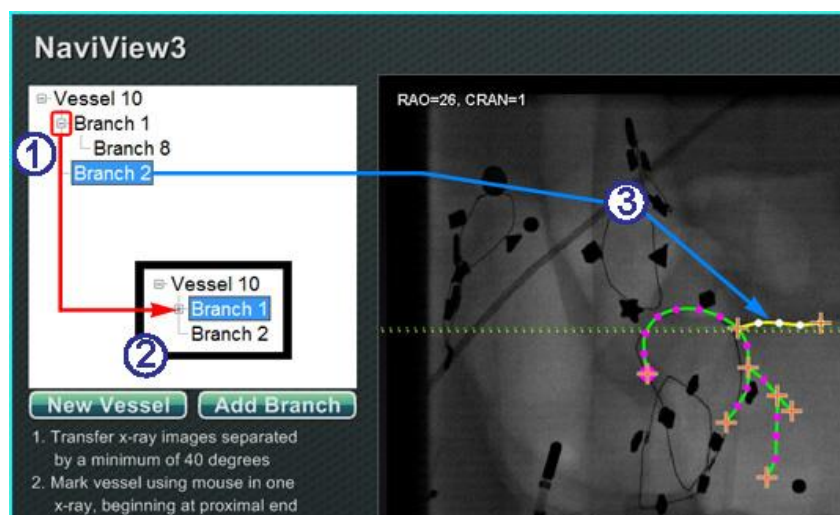 NaviView3
Vessel 10
Branch 1
Branch 8
Branch 2
1
Vessel 10
Branch 1
Branch 2
2
New Vessel
Add Branch
1. Transfer x-ray images separated
by a minimum of 40 degrees
2. Mark vessel using mouse in one
x-ray, beginning at proximal end
RAO=26, CRAN=1
3